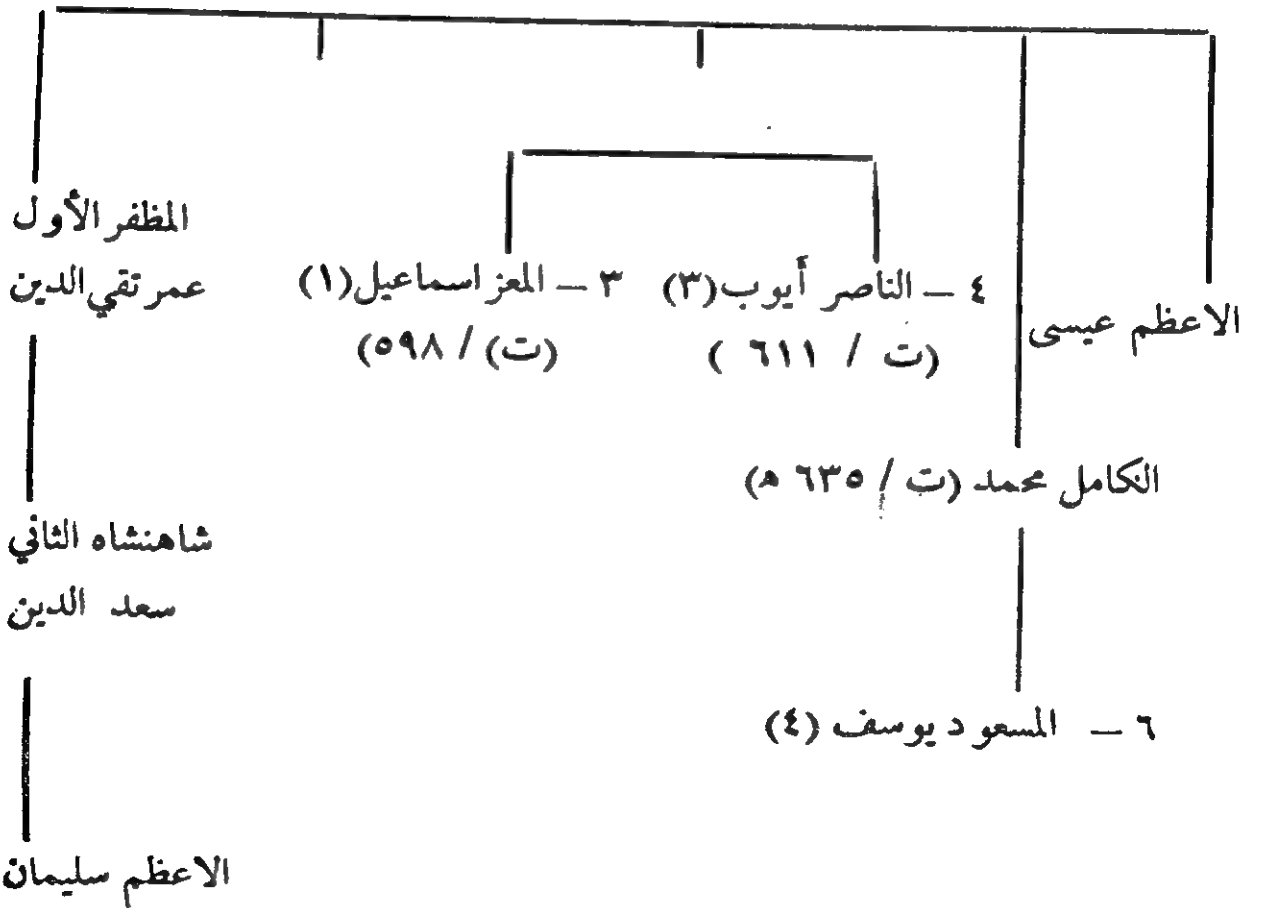 المظفر الأول
عمر تقي الدين
٤ – الناصر أيوب (٣)
(ت / ٦١١ )
٣ – المعز اسماعيل (١)
(ت) / ٥٩٨)
الاعظم عيسى
الكامل محمد (ت / ٦٣٥ ه)
شاهنشاه الثاني
سعد الدين
٦ – المسعود يوسف (٤)
الاعظم سليمان